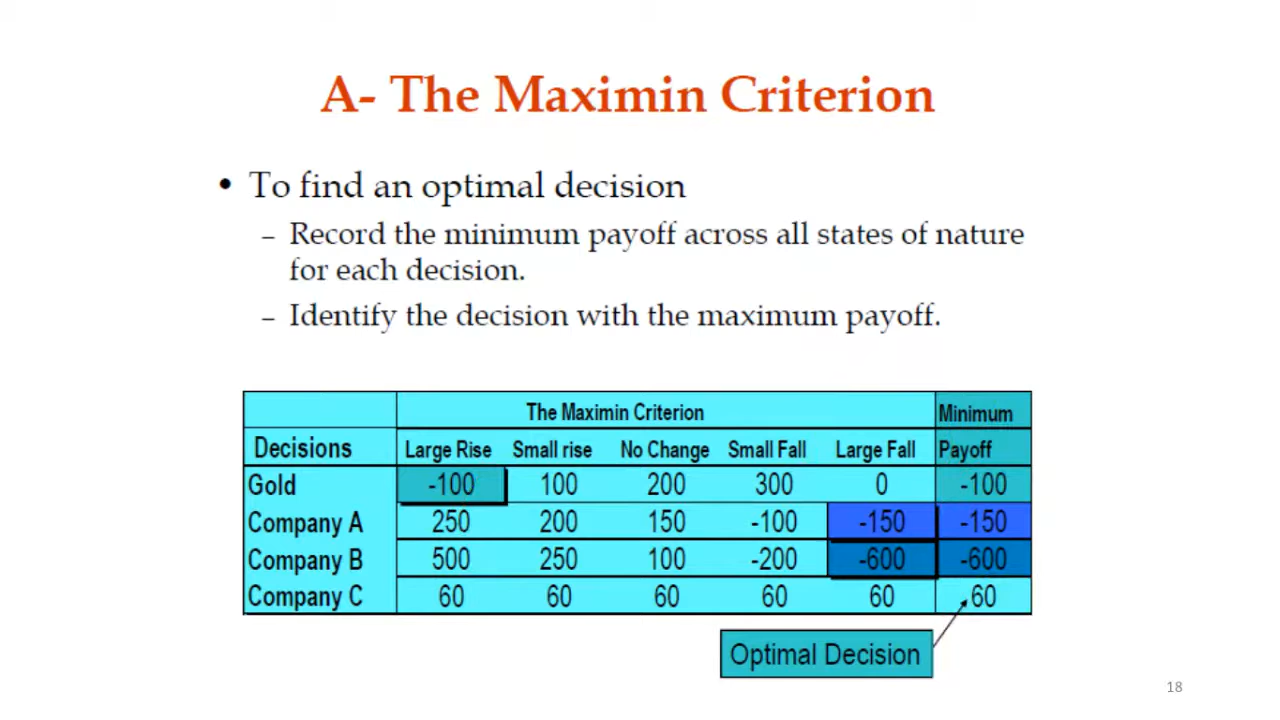 A- The Maximin Criterion
• To find an optimal decision
– Record the minimum payoff across all states of nature
for each decision.
– Identify the decision with the maximum payoff.
The Maximin Criterion Minimum
Decisions Large Rise Small rise No Change Small Fall Large Fall Payoff
Gold -100 100 200 300 0 -100
Company A 250 200 150 -100 -150 -150
Company B 500 250 100 -200 -600 -600
Company C 60 60 60 60 60 60
Optimal Decision
18